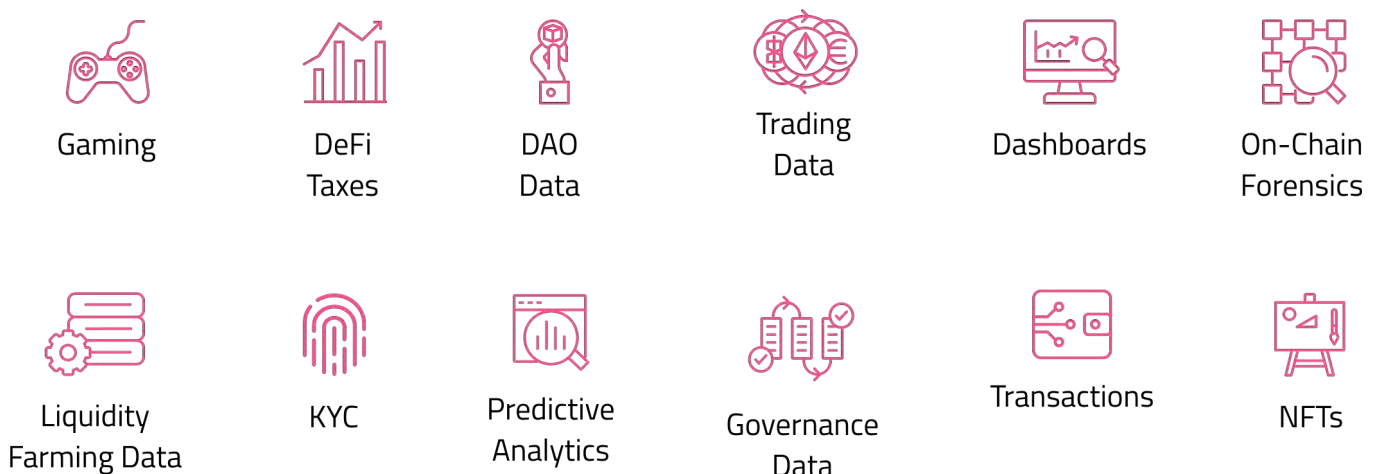 Gaming
DeFi
Taxes
DAO
Data
Trading
Data
Dashboards
On-Chain
Forensics
Liquidity
Farming Data
KYC
Predictive
Analytics
Governance
Data
Transactions
NFTs